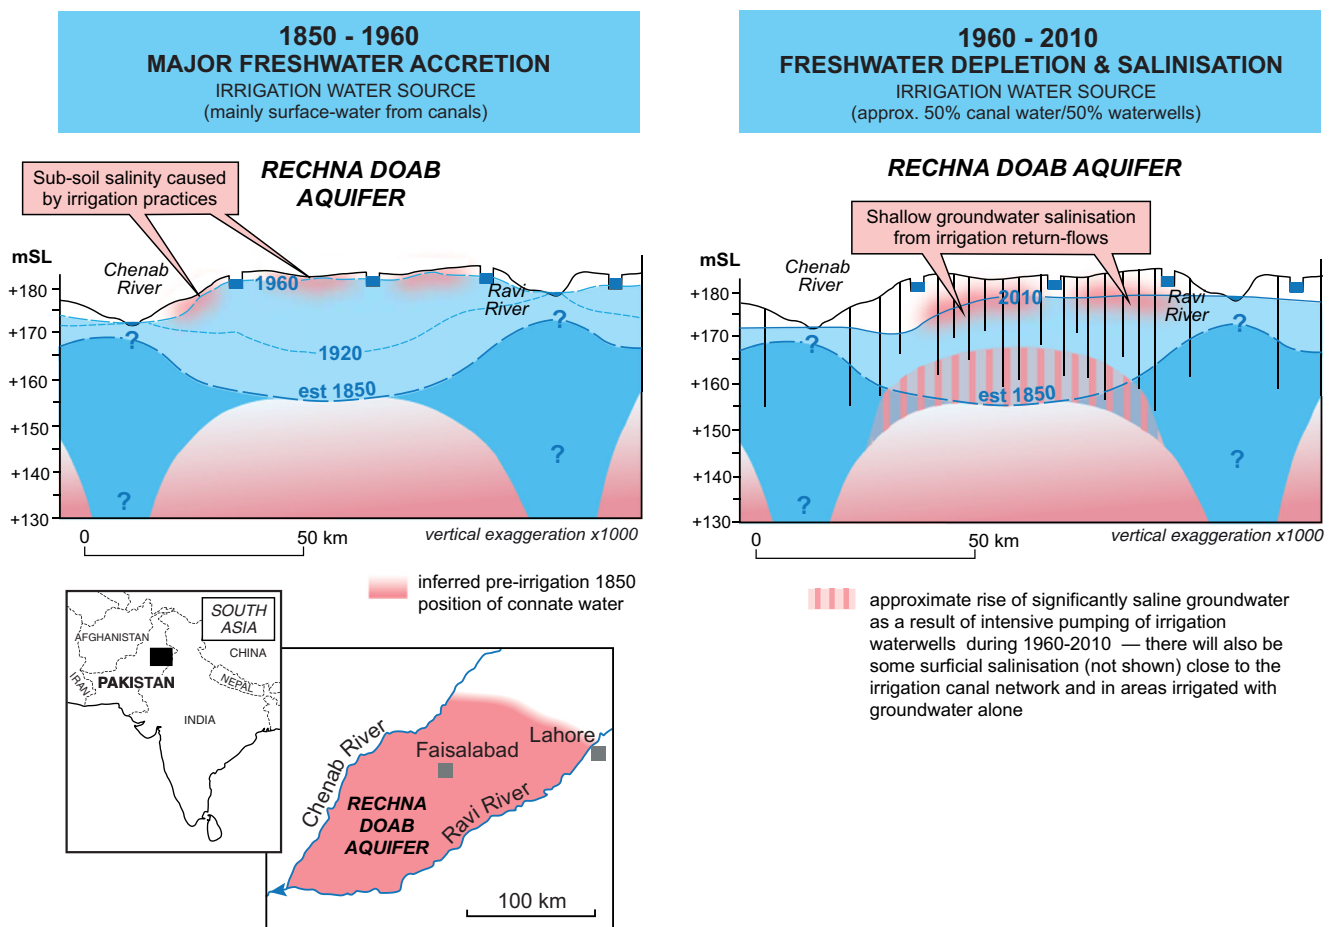 1850 - 1960
MAJOR FRESHWATER ACCRETION
IRRIGATION WATER SOURCE
(mainly surface-water from canals)
RECHNA DOAB
AQUIFER
Sub-soil salinity caused
by irrigation practices
mSL
+180
+170
+160
+150
+140
+130
Chenab
River
1960
Ravi
River
?
?
1920
est 1850
?
?
0
50 km
vertical exaggeration x1000
inferred pre-irrigation 1850
position of connate water
1960 - 2010
FRESHWATER DEPLETION & SALINISATION
IRRIGATION WATER SOURCE
(approx. 50% canal water/50% waterwells)
RECHNA DOAB AQUIFER
Shallow groundwater salinisation
from irrigation return-flows
mSL
+180
+170
+160
+150
+140
+130
Chenab
River
2010
Ravi
River
?
?
est 1850
?
?
0
50 km
vertical exaggeration x1000
approximate rise of significantly saline groundwater
as a result of intensive pumping of irrigation
waterwells during 1960-2010 — there will also be
some surficial salinisation (not shown) close to the
irrigation canal network and in areas irrigated with
groundwater alone
SOUTH
ASIA
AFGHANISTAN
CHINA
IRAN
PAKISTAN
NEPAL
INDIA
Chenab River
Faisalabad
Lahore
RECHNA
DOAB
AQUIFER
Ravi River
100 km